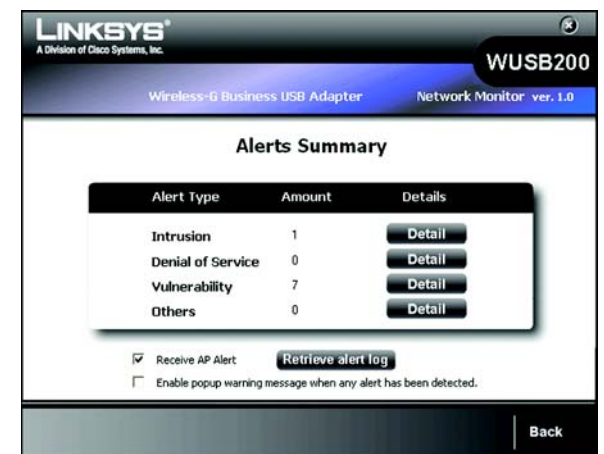 LINKSYS®
A Division of Cisco Systems, Inc.
WUSB200
Wireless-G Business USB Adapter Network Monitor ver. 1.0
Alerts Summary
Alert Type Amount Details
Intrusion 1 Detail
Denial of Service 0 Detail
Vulnerability 7 Detail
Others 0 Detail
Receive AP Alert Retrieve alert log
Enable popup warning message when any alert has been detected.
Back